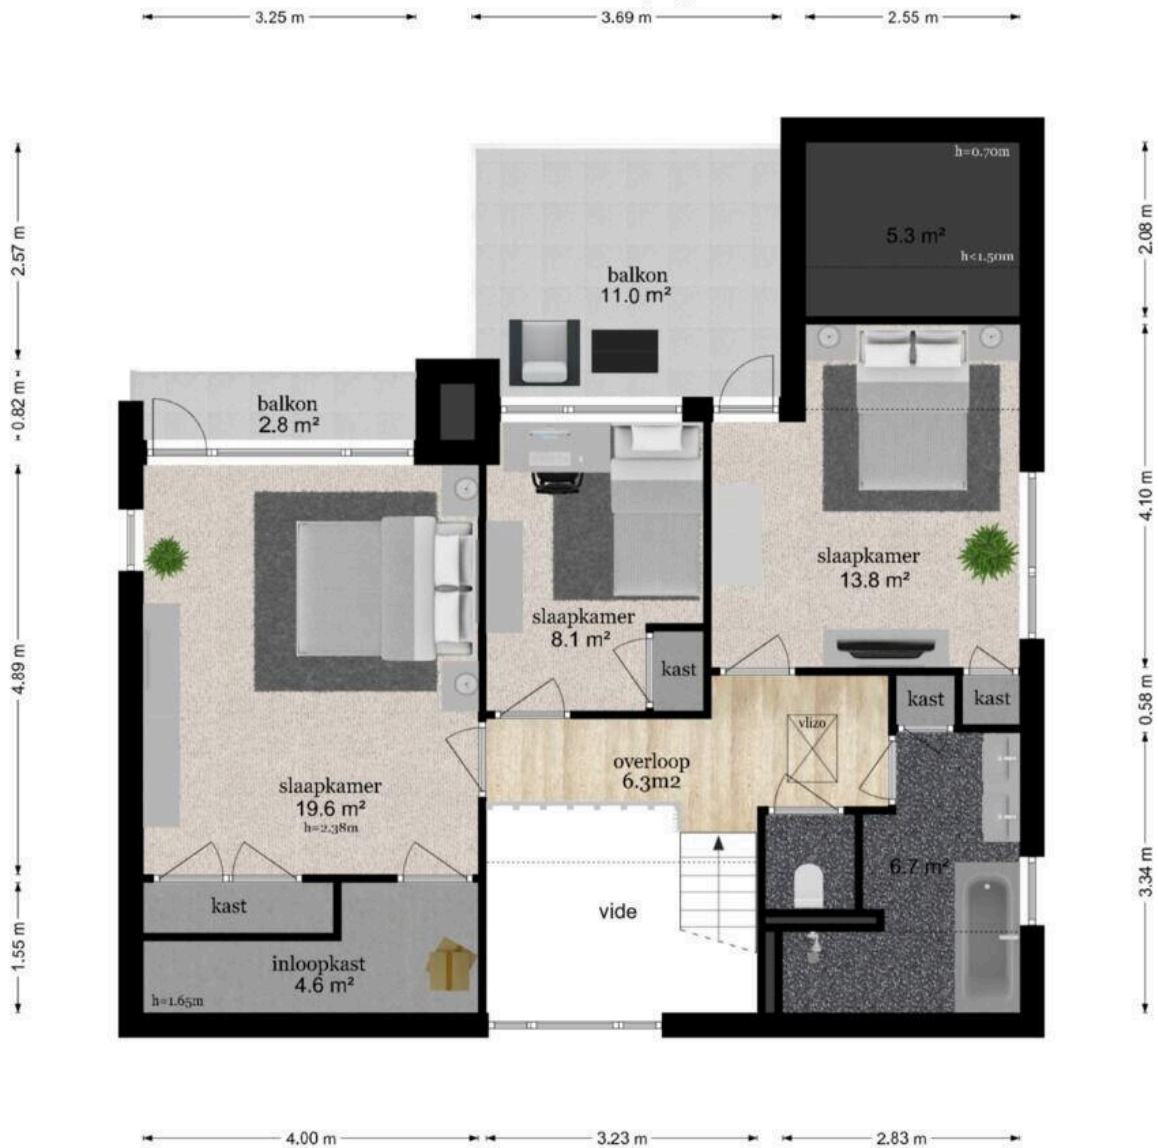 3.25 m
3.69 m
2.55 m
h=0.70m
5.3 m²
h<1.50m
2.57 m
2.08 m
balkon
11.0 m²
0.82 m
balkon
2.8 m²
4.10 m
slaapkamer
13.8 m²
slaapkamer
8.1 m²
kast
4.89 m
kast
kast
0.58 m
vlizo
overloop
6.3m2
slaapkamer
19.6 m²
h=2.38m
6.7 m²
3.34 m
kast
vide
1.55 m
inloopkast
4.6 m²
h=1.65m
4.00 m
3.23 m
2.83 m